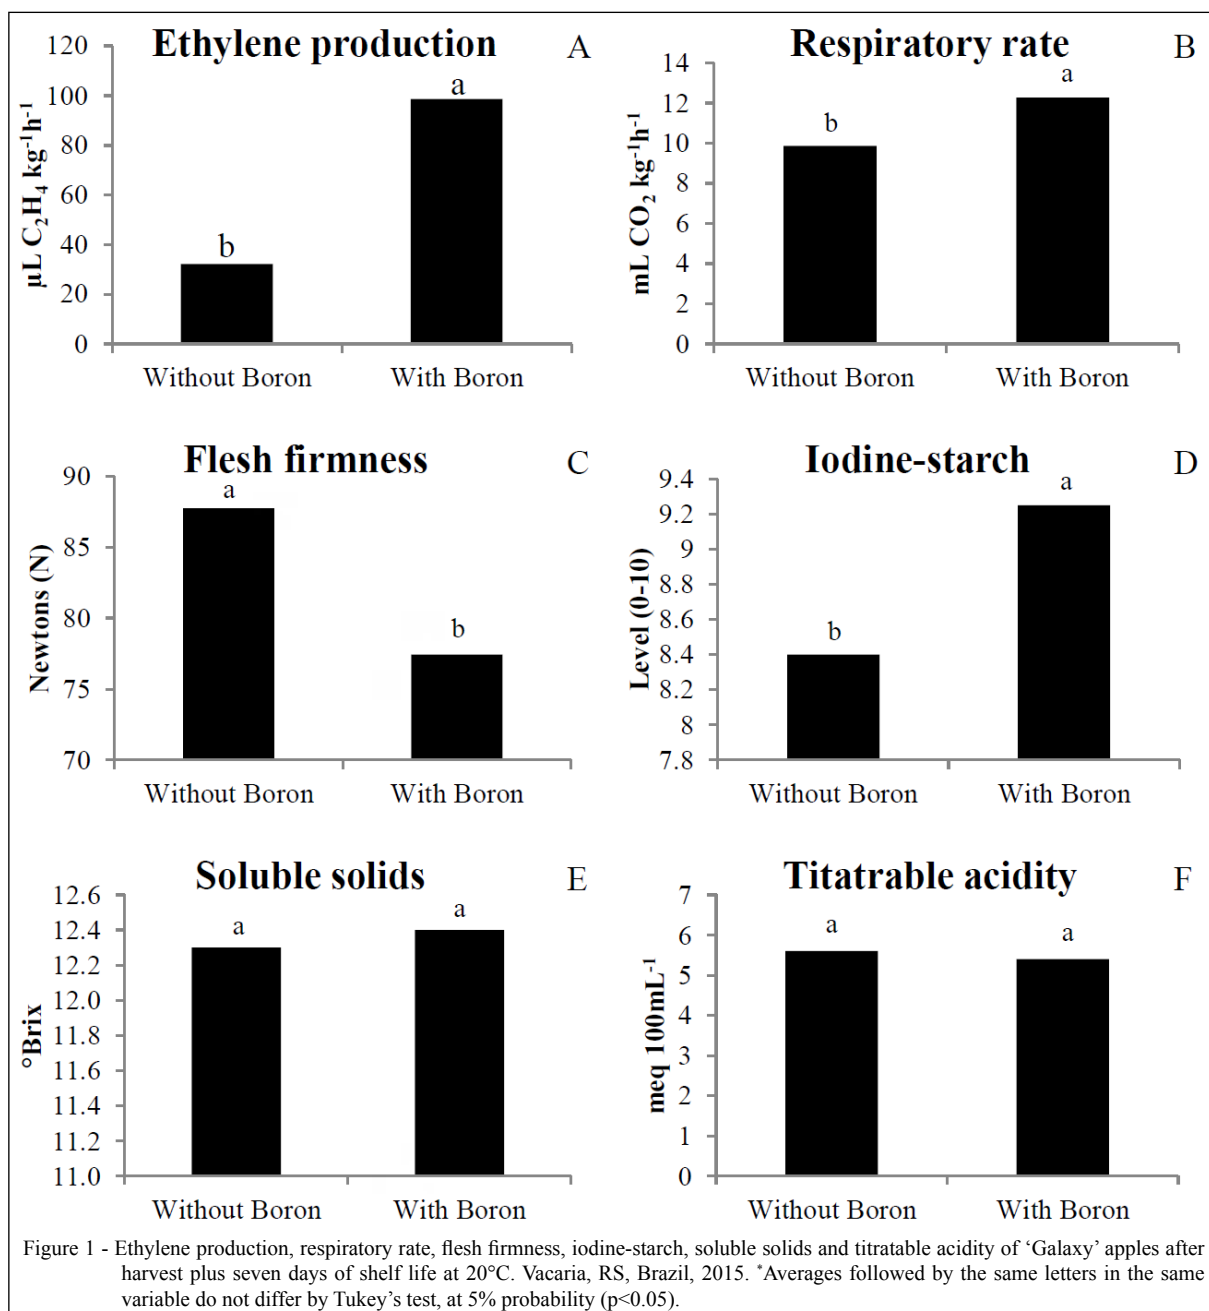 Ethylene production A
120
100
80
60
40
20
0
µL C₂H₄ kg⁻¹h⁻¹
b
a
Without Boron With Boron
Respiratory rate B
14
12
10
8
6
4
2
0
mL CO₂ kg⁻¹h⁻¹
b
a
Without Boron With Boron
Flesh firmness C
90
85
80
75
70
Newtons (N)
a
b
Without Boron With Boron
Iodine-starch D
9.4
9.2
9
8.8
8.6
8.4
8.2
8
7.8
Level (0-10)
b
a
Without Boron With Boron
Soluble solids E
12.6
12.4
12.2
12.0
11.8
11.6
11.4
11.2
11.0
°Brix
a
a
Without Boron With Boron
Titatrable acidity F
7
6
5
4
3
2
1
0
meq 100mL⁻¹
a
a
Without Boron With Boron
Figure 1 - Ethylene production, respiratory rate, flesh firmness, iodine-starch, soluble solids and titratable acidity of ‘Galaxy’ apples after
harvest plus seven days of shelf life at 20°C. Vacaria, RS, Brazil, 2015. *Averages followed by the same letters in the same
variable do not differ by Tukey’s test, at 5% probability (p<0.05).